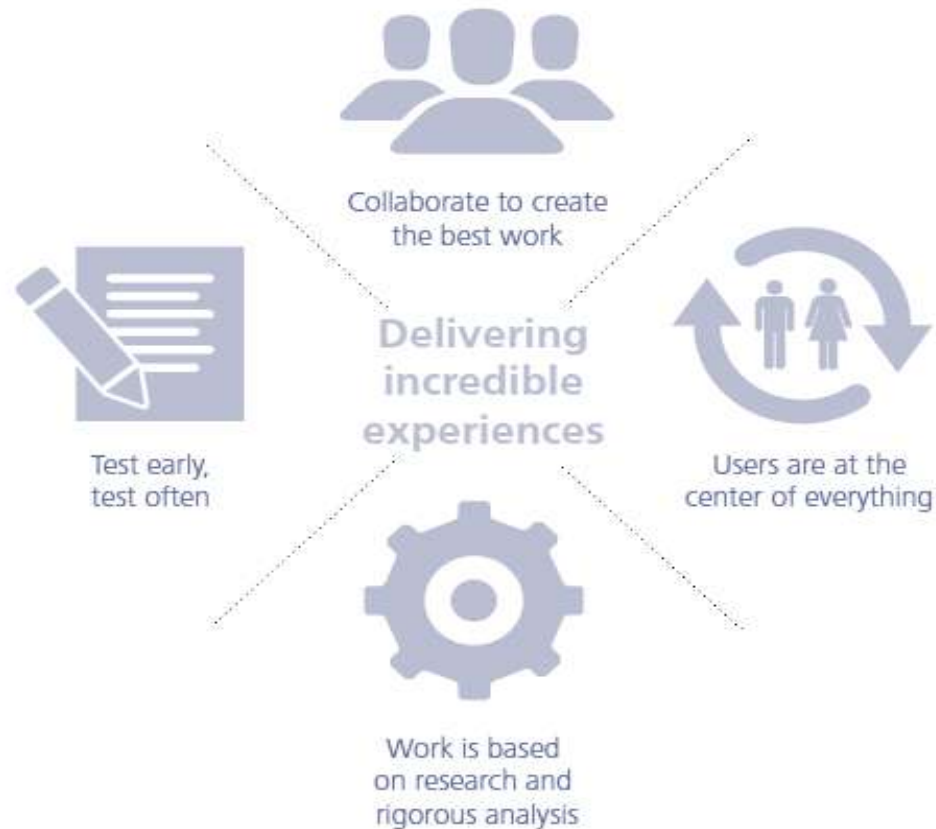 Collaborate to create
the best work
Delivering
incredible
experiences
Test early,
test often
Users are at the
center of everything
Work is based
on research and
rigorous analysis